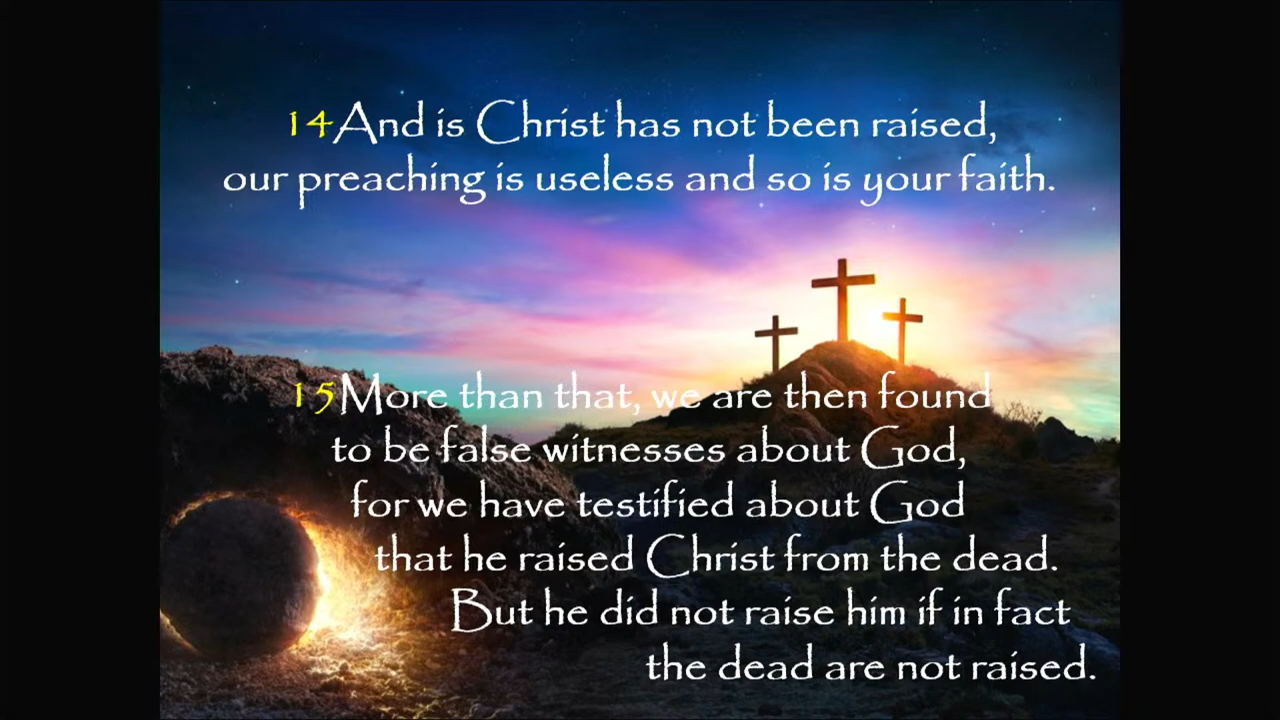 14And is Christ has not been raised,
our preaching is useless and so is your faith.
15More than that, we are then found
to be false witnesses about God,
for we have testified about God
that he raised Christ from the dead.
But he did not raise him if in fact
the dead are not raised.